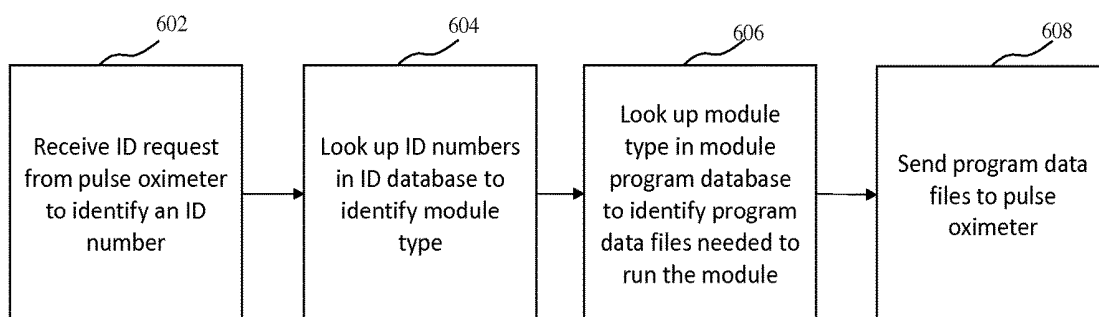 602
604
606
608
Receive ID request
from pulse oximeter
to identify an ID
number
Look up ID numbers
in ID database to
identify module
type
Look up module
type in module
program database
to identify program
data files needed to
run the module
Send program data
files to pulse
oximeter